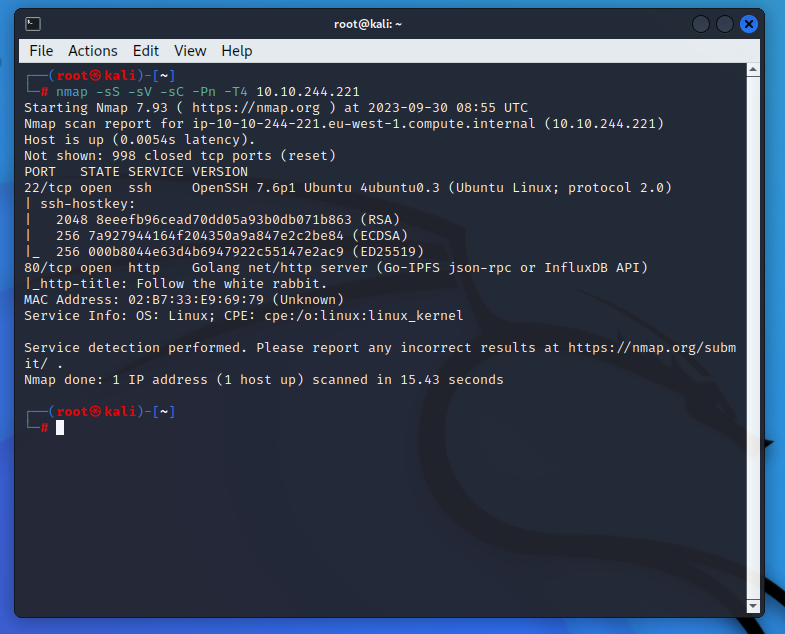 root@kali: ~
File Actions Edit View Help
┌──(root㉿kali)-[~]
└─# nmap -sS -sV -sC -Pn -T4 10.10.244.221
Starting Nmap 7.93 ( https://nmap.org ) at 2023-09-30 08:55 UTC
Nmap scan report for ip-10-10-244-221.eu-west-1.compute.internal (10.10.244.221)
Host is up (0.0054s latency).
Not shown: 998 closed tcp ports (reset)
PORT   STATE SERVICE VERSION
22/tcp open  ssh     OpenSSH 7.6p1 Ubuntu 4ubuntu0.3 (Ubuntu Linux; protocol 2.0)
| ssh-hostkey:
|   2048 8eeefb96cead70dd05a93b0db071b863 (RSA)
|   256 7a927944164f204350a9a847e2c2be84 (ECDSA)
|_  256 000b8044e63d4b6947922c55147e2ac9 (ED25519)
80/tcp open  http    Golang net/http server (Go-IPFS json-rpc or InfluxDB API)
|_http-title: Follow the white rabbit.
MAC Address: 02:B7:33:E9:69:79 (Unknown)
Service Info: OS: Linux; CPE: cpe:/o:linux:linux_kernel

Service detection performed. Please report any incorrect results at https://nmap.org/subm
it/ .
Nmap done: 1 IP address (1 host up) scanned in 15.43 seconds

┌──(root㉿kali)-[~]
└─#